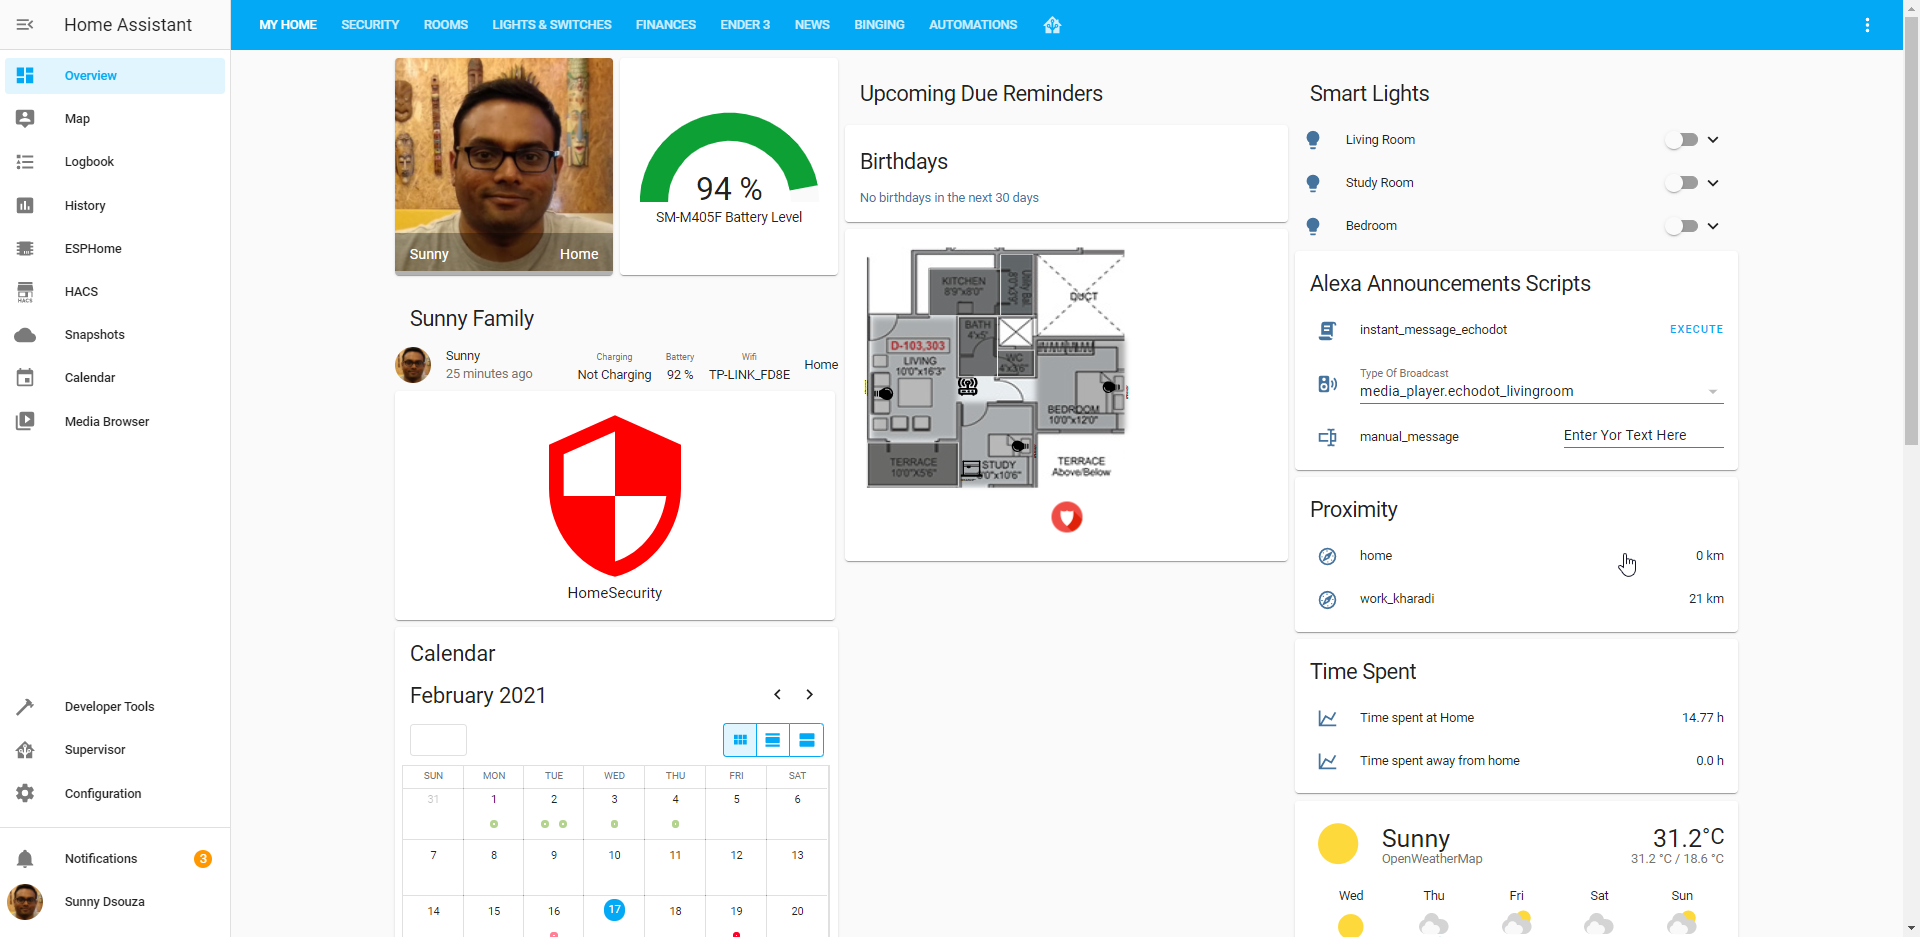 Home Assistant
MY HOME SECURITY ROOMS LIGHTS & SWITCHES FINANCES ENDER 3 NEWS BINGING AUTOMATIONS
Overview
Map
Logbook
History
ESPHome
HACS
HACS
Snapshots
Calendar
Media Browser
Developer Tools
Supervisor
Configuration
Notifications 3
Sunny Dsouza
Sunny Home
94 %
SM-M405F Battery Level
Sunny Family
Sunny
25 minutes ago
Charging Battery Wifi
Not Charging 92 % TP-LINK_FD8E Home
HomeSecurity
Calendar
February 2021
SUN MON TUE WED THU FRI SAT
31 1 2 3 4 5 6
7 8 9 10 11 12 13
14 15 16 17 18 19 20
Upcoming Due Reminders
Birthdays
No birthdays in the next 30 days
KITCHEN
8'9"x8'0"
DUCT
BATH
4'x5'
D-103,303
LIVING
10'0"X16'3"
WC
BEDROOM
10'0"x12'0"
TERRACE
10'0"X5'6"
STUDY
TERRACE
Above/Below
Smart Lights
Living Room
Study Room
Bedroom
Alexa Announcements Scripts
instant_message_echodot EXECUTE
Type Of Broadcast
media_player.echodot_livingroom
manual_message Enter Yor Text Here
Proximity
home 0 km
work_kharadi 21 km
Time Spent
Time spent at Home 14.77 h
Time spent away from home 0.0 h
Sunny 31.2°C
OpenWeatherMap 31.2 °C / 18.6 °C
Wed Thu Fri Sat Sun